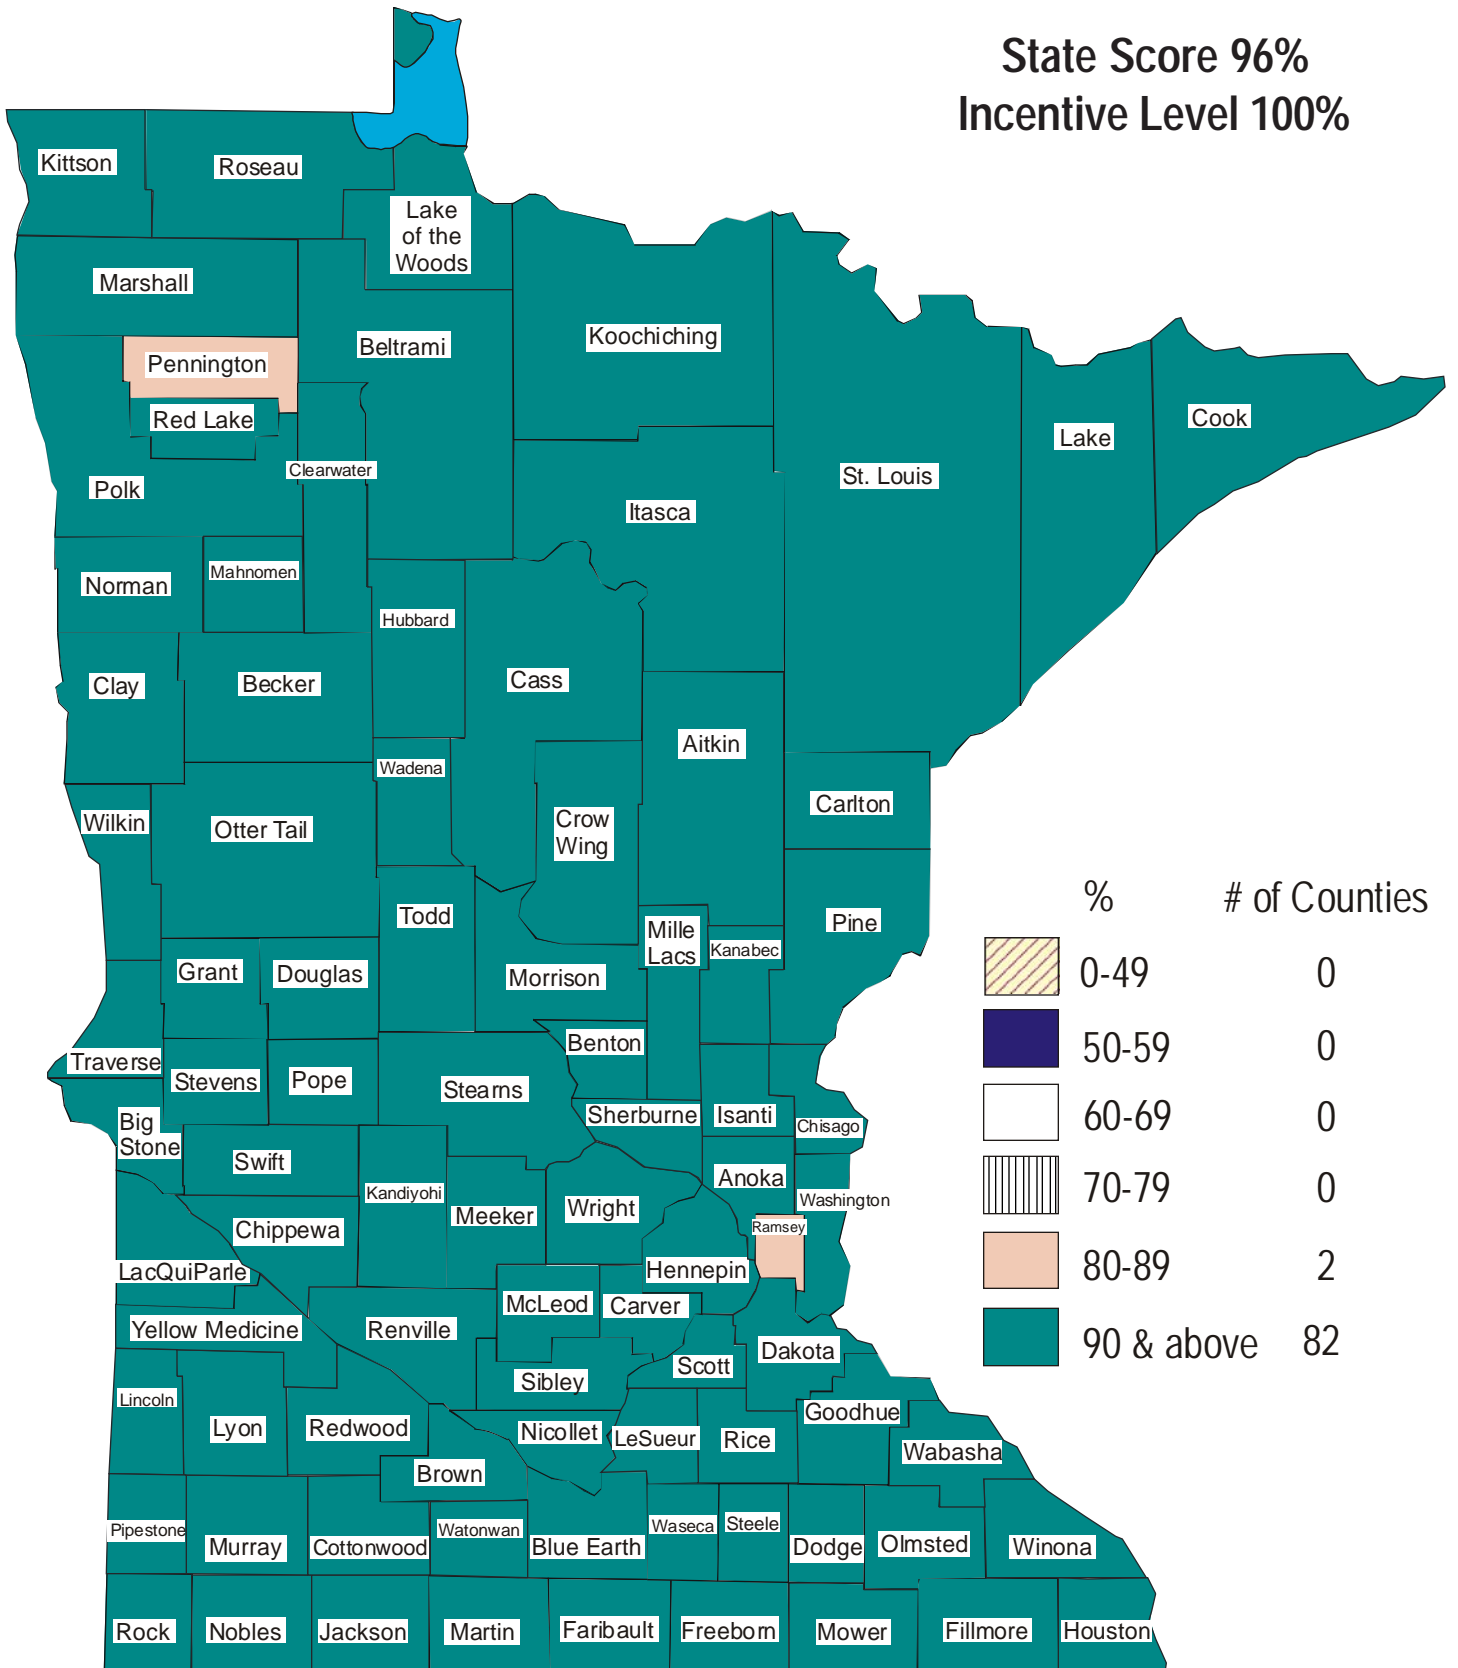 State Score 96%
Incentive Level 100%
Kittson
Roseau
Lake
of the
Woods
Marshall
Beltrami
Koochiching
Pennington
Red Lake
Clearwater
Polk
St. Louis
Lake
Cook
Itasca
Norman
Mahnomen
Hubbard
Cass
Clay
Becker
Aitkin
Wadena
Carlton
Wilkin
Otter Tail
Crow
Wing
Todd
Mille
Lacs
Kanabec
Pine
Grant
Douglas
Morrison
Traverse
Stevens
Pope
Stearns
Benton
Big
Stone
Swift
Sherburne
Isanti
Chisago
Kandiyohi
Meeker
Wright
Anoka
Washington
Chippewa
Ramsey
LacQuiParle
Hennepin
McLeod
Carver
Yellow Medicine
Renville
Dakota
Scott
Sibley
Lincoln
Lyon
Redwood
Nicollet
LeSueur
Rice
Goodhue
Wabasha
Brown
Pipestone
Murray
Cottonwood
Watonwan
Blue Earth
Waseca
Steele
Dodge
Olmsted
Winona
Rock
Nobles
Jackson
Martin
Faribault
Freeborn
Mower
Fillmore
Houston
% # of Counties
0-49 0
50-59 0
60-69 0
70-79 0
80-89 2
90 & above 82